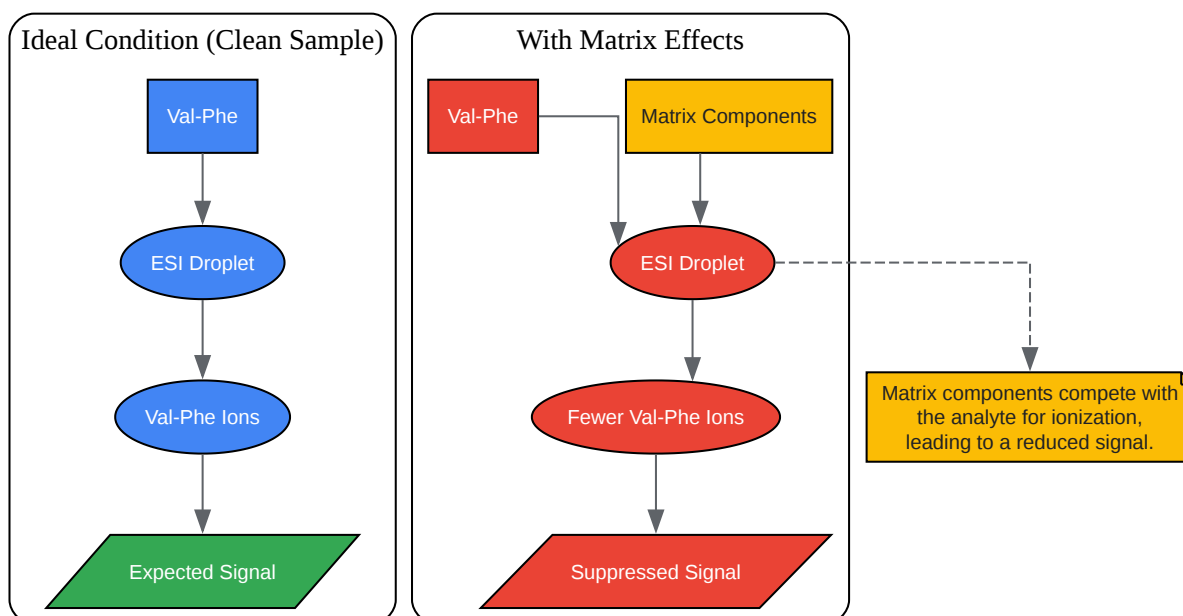 Ideal Condition (Clean Sample)
Val-Phe
ESI Droplet
Val-Phe Ions
Expected Signal
With Matrix Effects
Val-Phe
Matrix Components
ESI Droplet
Fewer Val-Phe Ions
Suppressed Signal
Matrix components compete with
the analyte for ionization,
leading to a reduced signal.